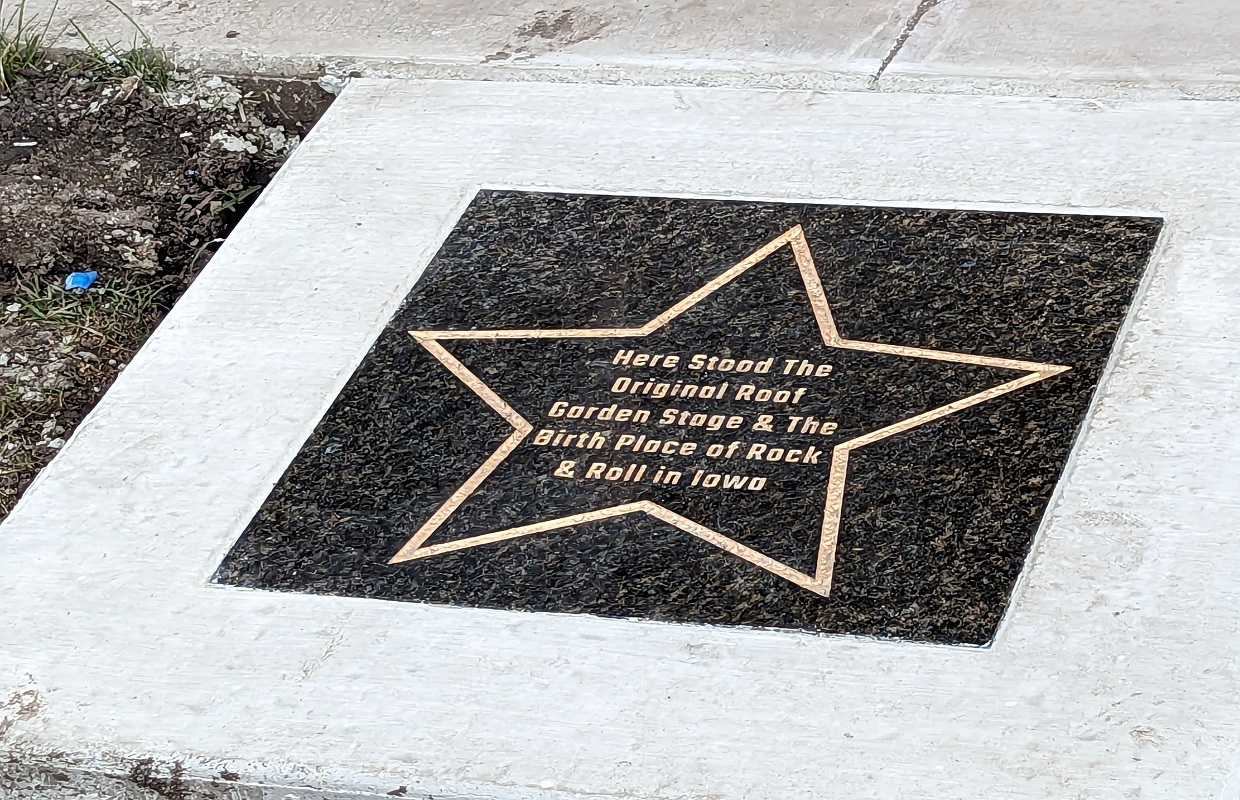 Here Stood The
Original Roof
Garden Stage & The
Birth Place of Rock
& Roll in Iowa